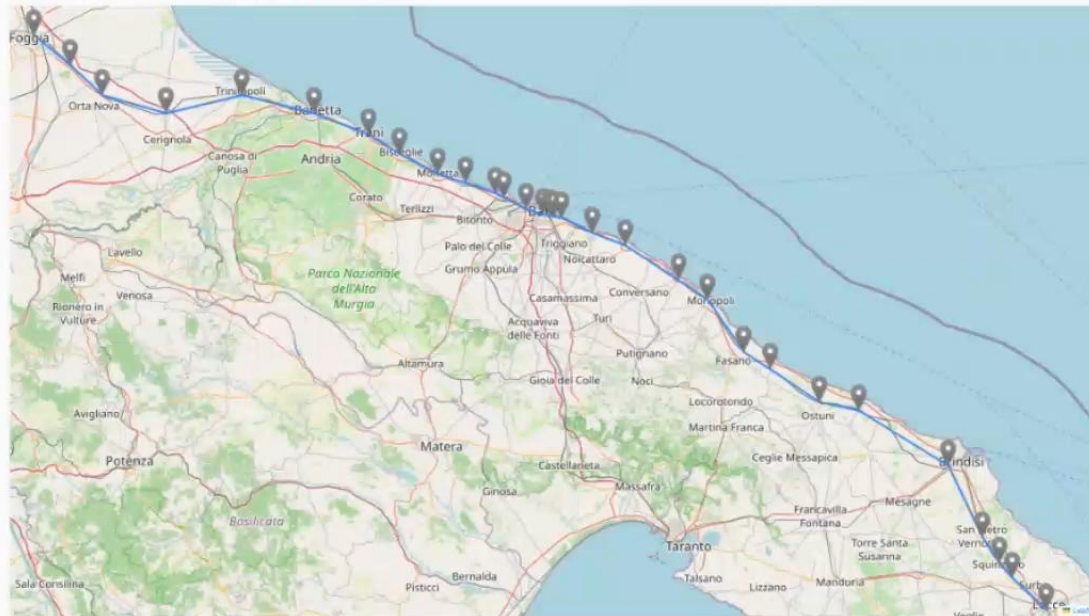 Foggia
Orta Nova
Trinitapoli
Barletta
Trani
Cerignola
Bisceglie
Canosa di
Puglia
Andria
Molfetta
Corato
Terlizzi
Bari
Bitonto
Triggiano
Palo del Colle
Lavello
Noicattaro
Grumo Appula
Melfi
Parco Nazionale
dell'Alta
Murgia
Venosa
Casamassima
Conversano
Monopoli
Rionero in
Vulture
Turi
Acquaviva
delle Fonti
Putignano
Fasano
Altamura
Gioia del Colle
Noci
Locorotondo
Avigliano
Ostuni
Martina Franca
Matera
Ceglie Messapica
Brindisi
Potenza
Castellaneta
Massafra
Ginosa
Mesagne
Francavilla
Fontana
Basilicata
San Pietro
Taranto
Torre Santa
Susanna
Squinzano
Bernalda
Talsano
Sala Consilina
Pisticci
Lizzano
Manduria
Lecce